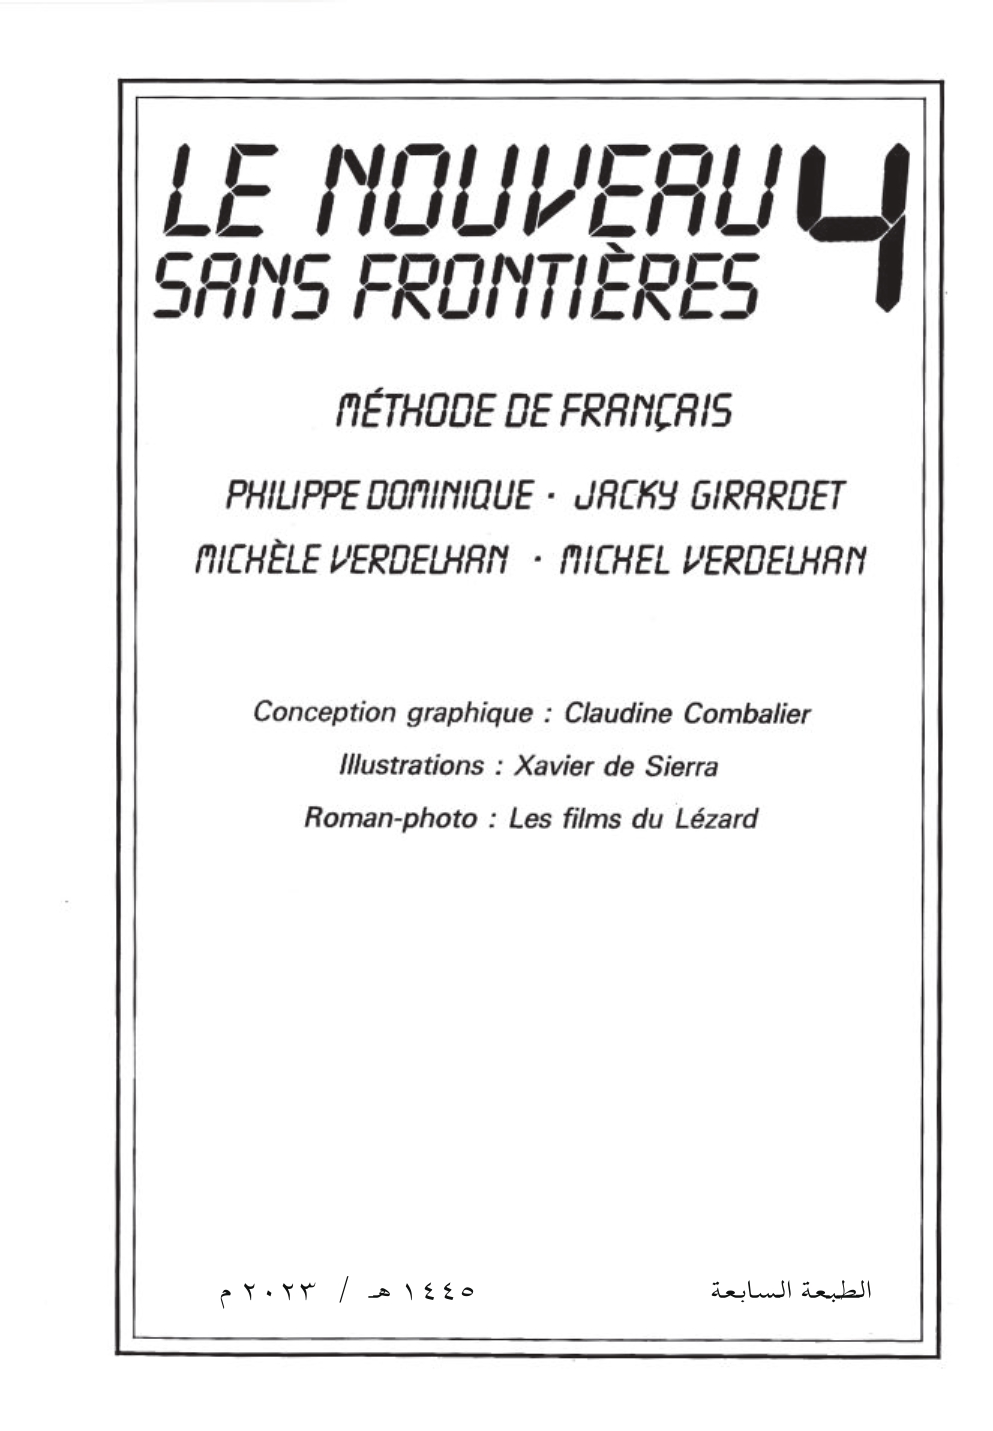 LE NOUVEAU 4
SANS FRONTIÈRES
MÉTHODE DE FRANÇAIS
PHILIPPE DOMINIQUE · JACKY GIRARDET
MICHÈLE VERDELHAN · MICHEL VERDELHAN
Conception graphique : Claudine Combalier
Illustrations : Xavier de Sierra
Roman-photo : Les films du Lézard
الطبعة السابعة ١٤٤٥ هـ / ٢٠٢٣ م